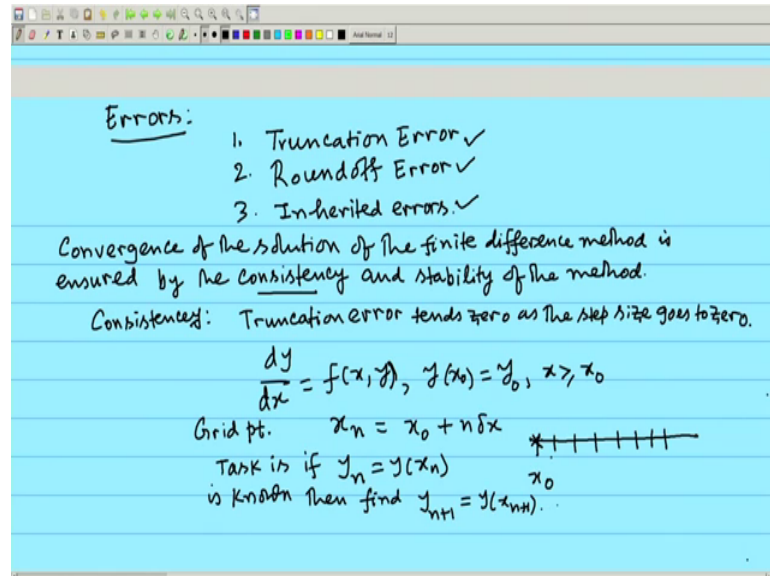 Arial Normal 12
Errors:
1. Truncation Error ✓
2. Roundoff Error ✓
3. Inherited errors. ✓
Convergence of the solution of the finite difference method is
ensured by the consistency and stability of the method.
Consistency: Truncation error tends zero as the step size goes to zero.
dy/dx = f(x, y), y(x₀) = y₀, x ≥ x₀
Grid pt. xₙ = x₀ + nδx
Task is if yₙ = y(xₙ)
x₀
is known then find yₙ₊₁ = y(xₙ₊₁).